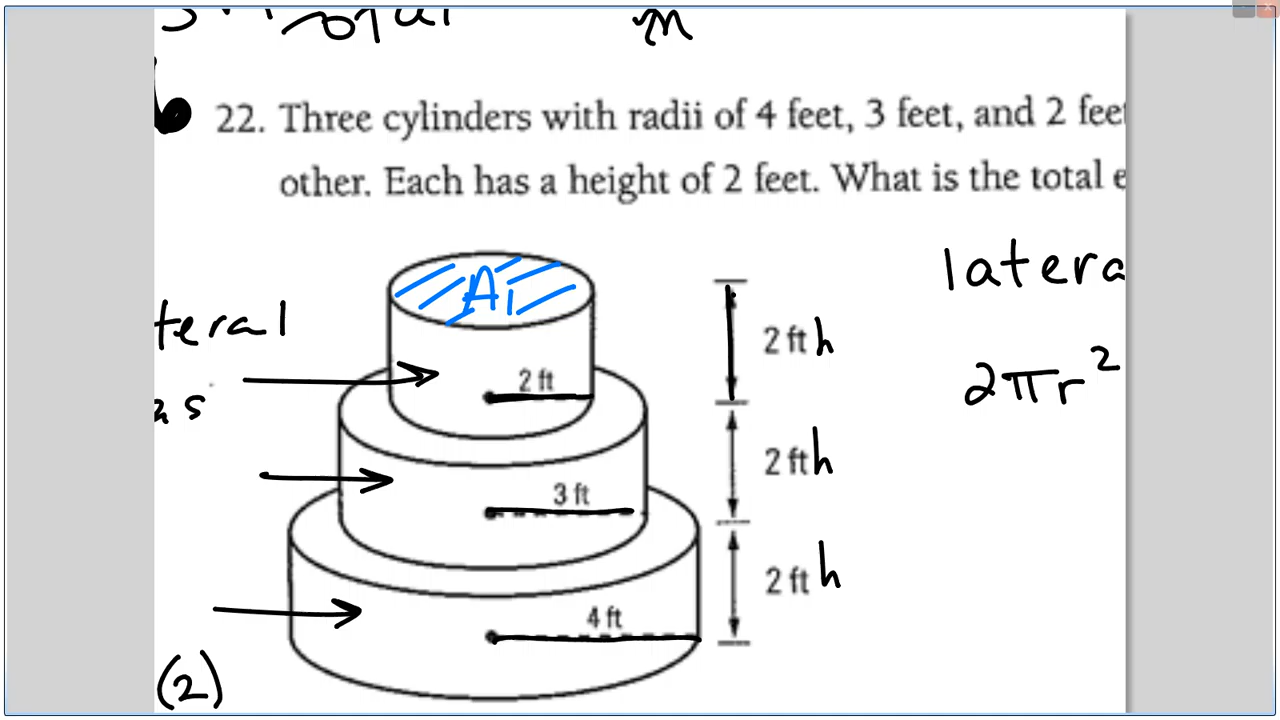 22. Three cylinders with radii of 4 feet, 3 feet, and 2 feet
other. Each has a height of 2 feet. What is the total e
latera
A1
teral
2 ft h
2πr²
2 ft
as
2 ft h
3 ft
2 ft h
4 ft
(2)